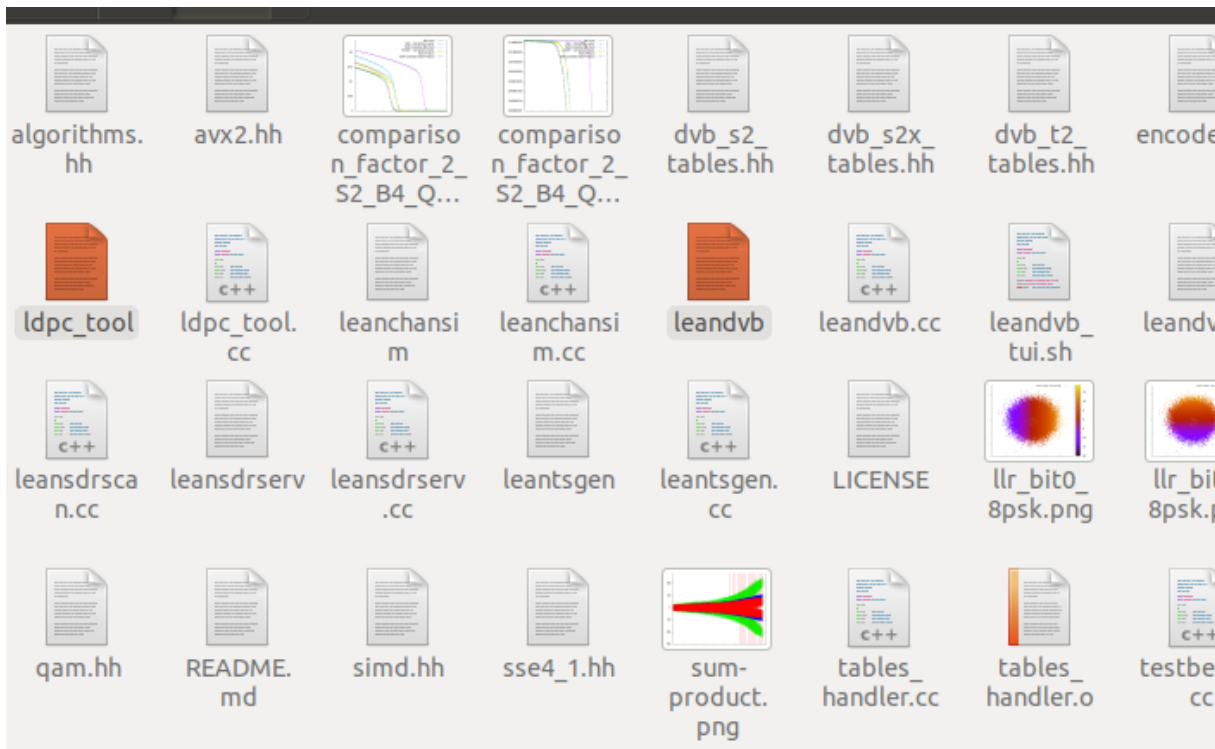 algorithms.
hh
avx2.hh
compariso
n_factor_2_
S2_B4_Q...
compariso
n_factor_2_
S2_B4_Q...
dvb_s2_
tables.hh
dvb_s2x_
tables.hh
dvb_t2_
tables.hh
encode
ldpc_tool
c++
ldpc_tool.
cc
leanchansi
m
c++
leanchansi
m.cc
leandvb
c++
leandvb.cc
leandvb_
tui.sh
leandv
c++
leansdrsca
n.cc
leansdrserv
c++
leansdrserv
.cc
leantsgen
c++
leantsgen.
cc
LICENSE
llr_bit0_
8psk.png
llr_bi
8psk.
qam.hh
README.
md
simd.hh
sse4_1.hh
sum-
product.
png
c++
tables_
handler.cc
tables_
handler.o
c++
testbe
cc